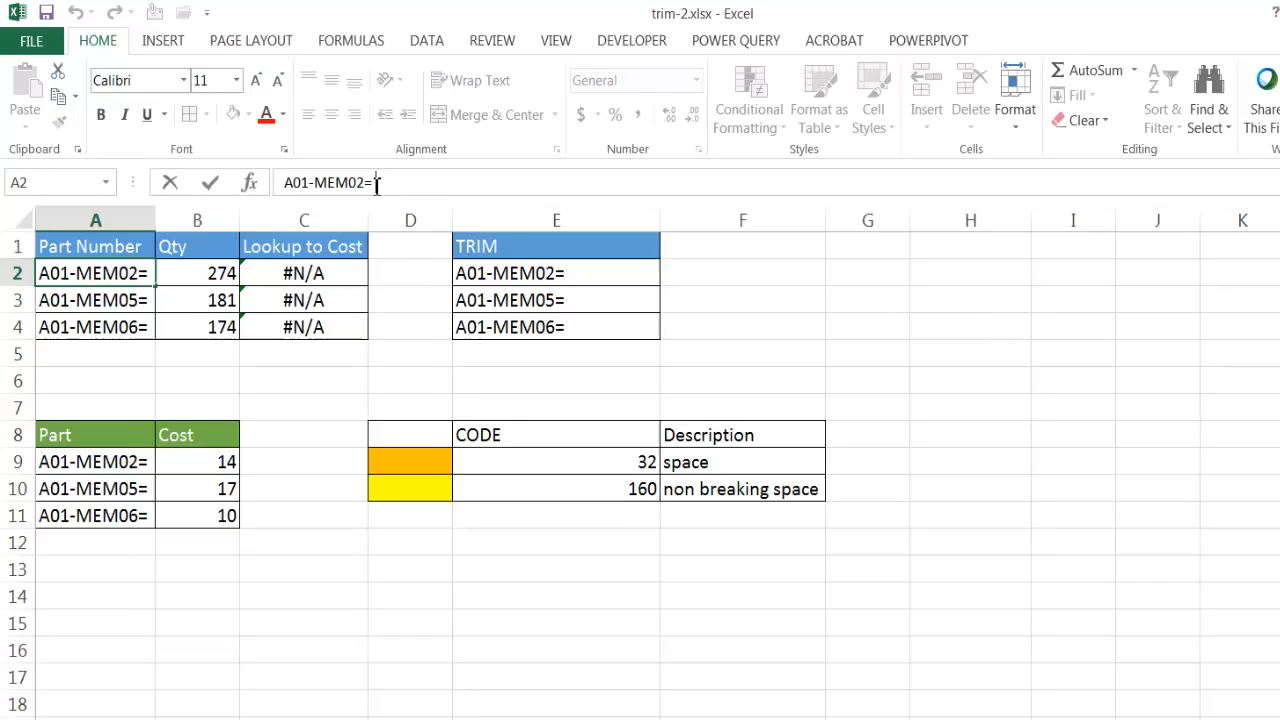 trim-2.xlsx - Excel
?
FILE HOME INSERT PAGE LAYOUT FORMULAS DATA REVIEW VIEW DEVELOPER POWER QUERY ACROBAT POWERPIVOT
Paste
Clipboard
Calibri 11
B I U A
Font
Wrap Text
Merge & Center
Alignment
General
$ % ,
Number
Conditional Formatting
Format as Table
Cell Styles
Styles
Insert Delete Format
Cells
AutoSum
Fill
Clear
Sort & Filter
Find & Select
Editing
Share
This Fi
A2 fx A01-MEM02=
A B C D E F G H I J K
1 Part Number Qty Lookup to Cost TRIM
2 A01-MEM02= 274 #N/A A01-MEM02=
3 A01-MEM05= 181 #N/A A01-MEM05=
4 A01-MEM06= 174 #N/A A01-MEM06=
5
6
7
8 Part Cost CODE Description
9 A01-MEM02= 14 32 space
10 A01-MEM05= 17 160 non breaking space
11 A01-MEM06= 10
12
13
14
15
16
17
18